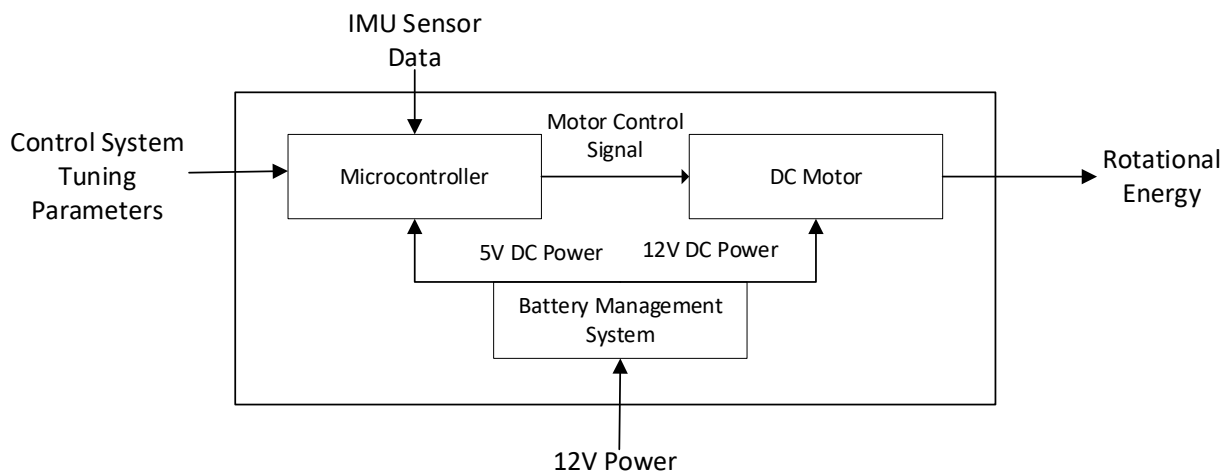 IMU Sensor
Data
Control System
Tuning
Parameters
Microcontroller
Motor Control
Signal
DC Motor
Rotational
Energy
5V DC Power
12V DC Power
Battery Management
System
12V Power